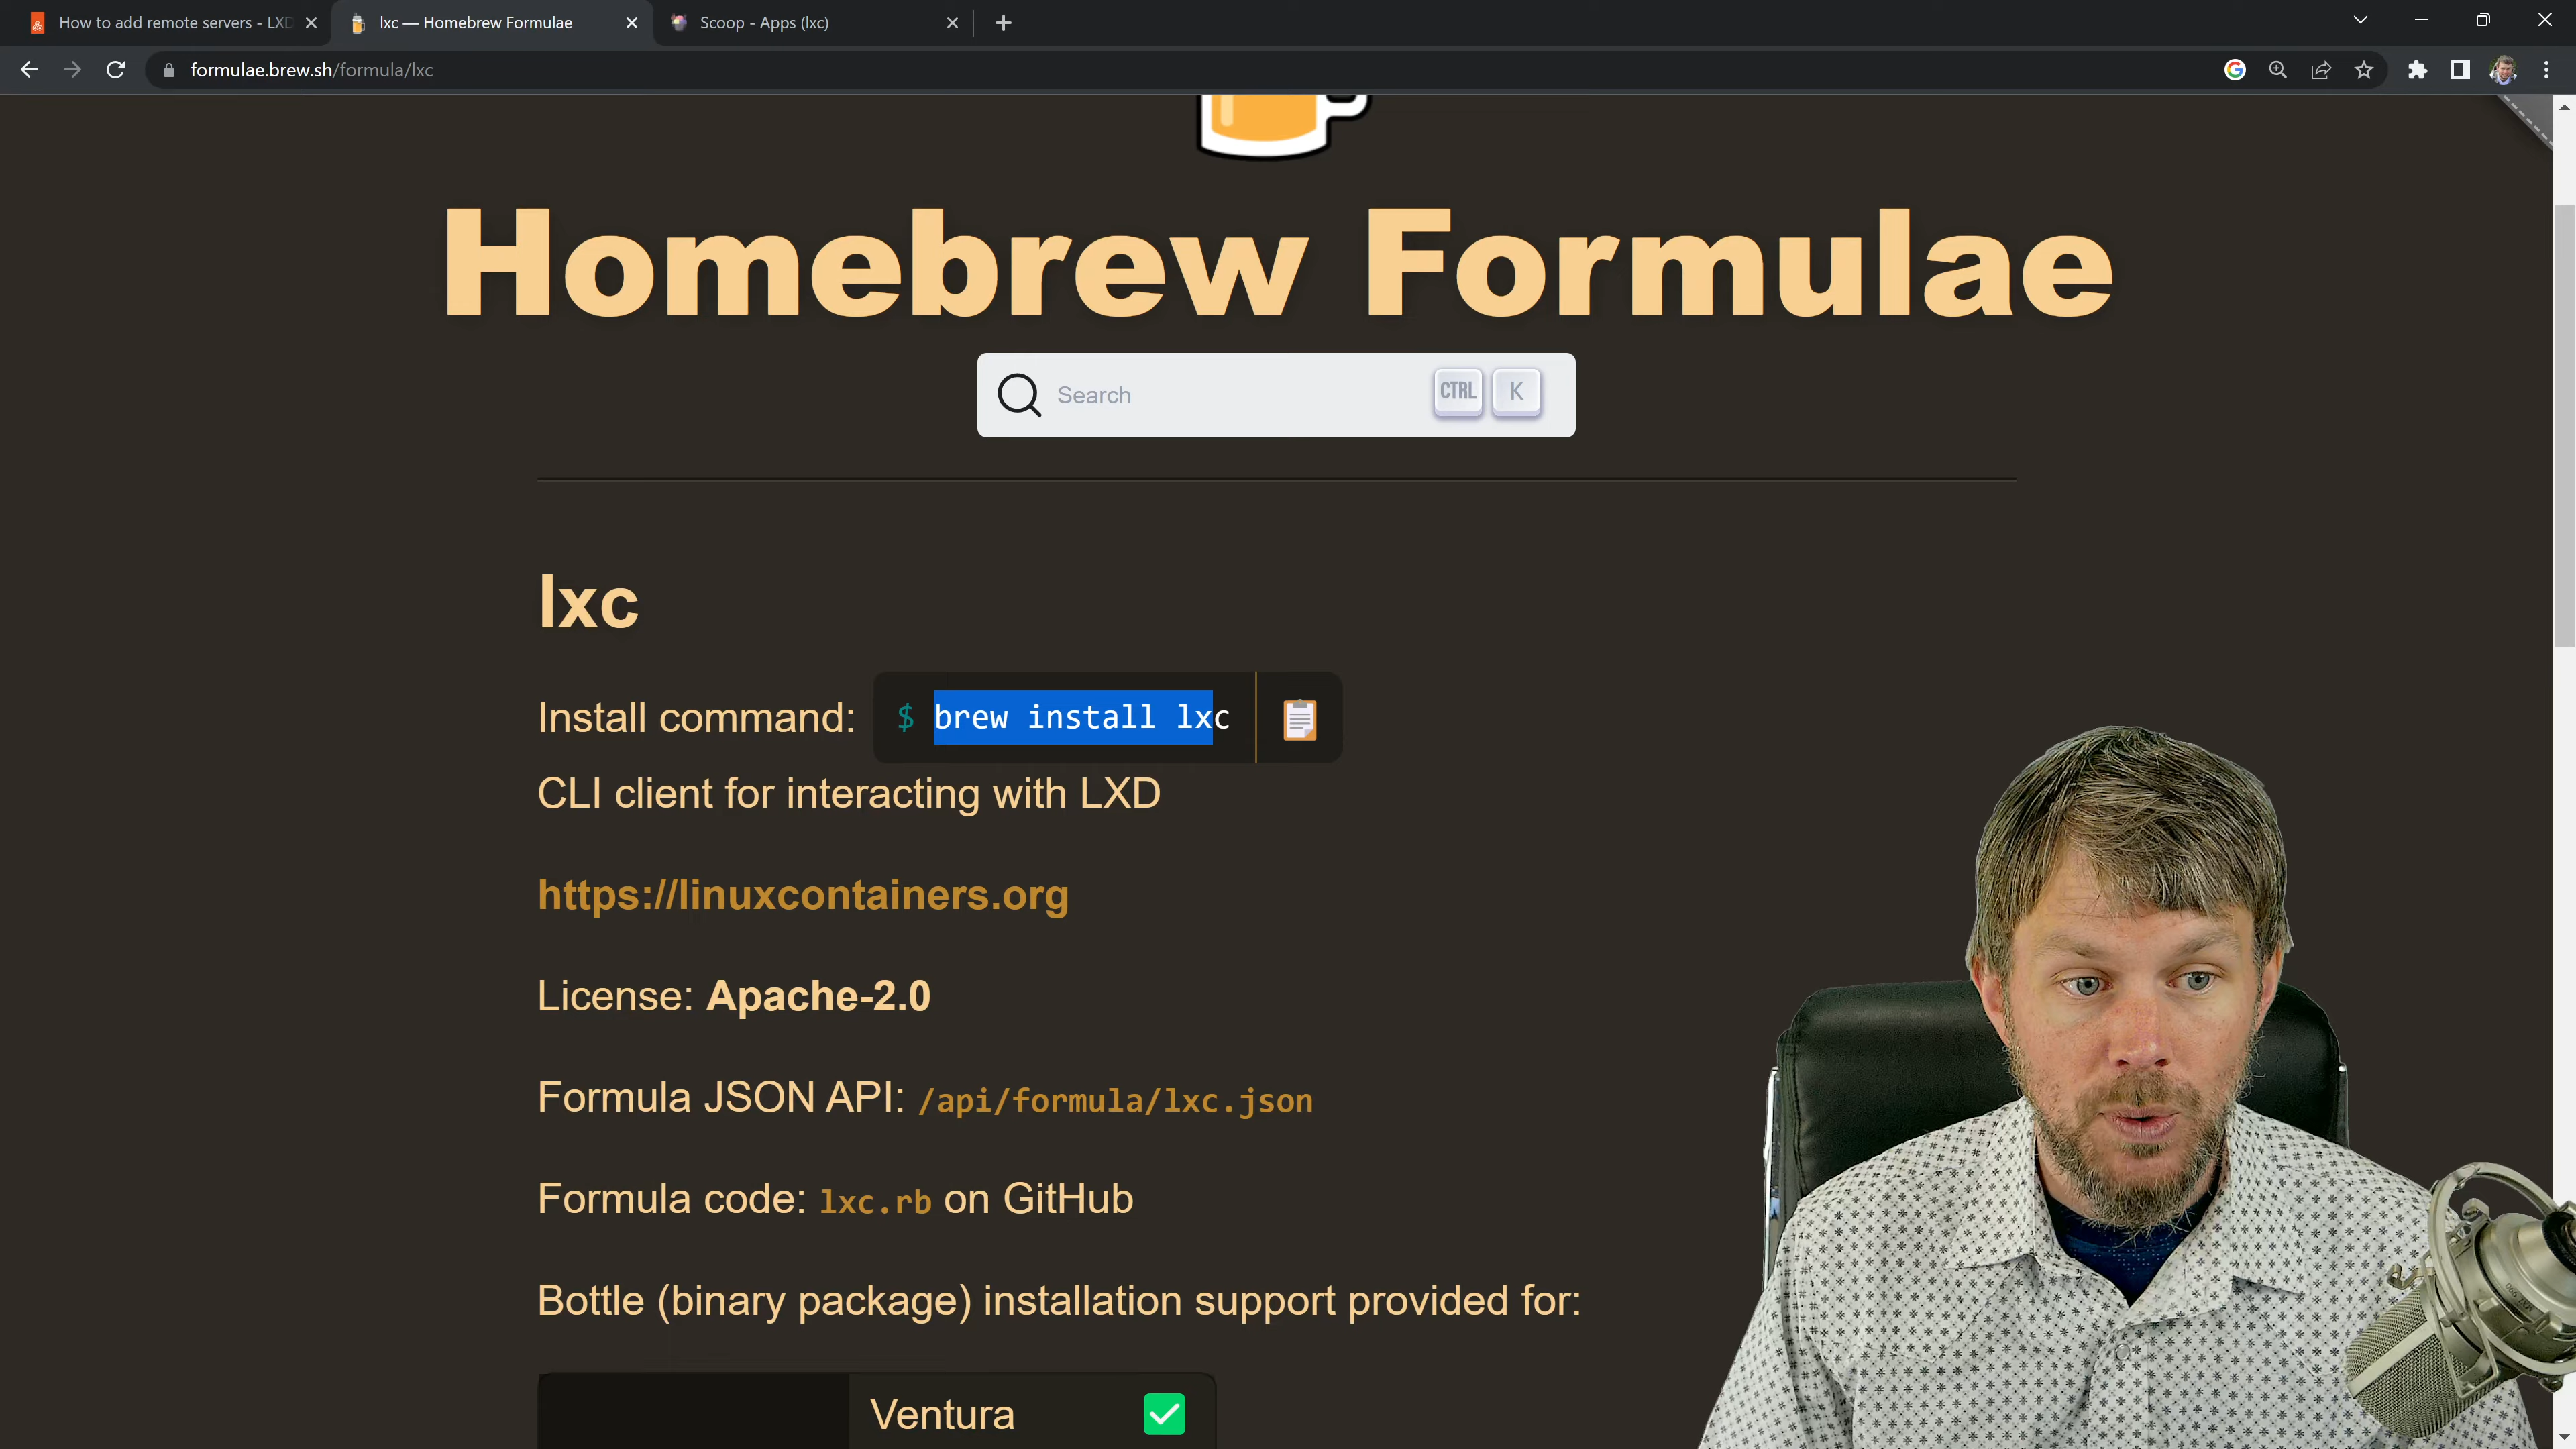 How to add remote servers - LXD
lxc — Homebrew Formulae
Scoop - Apps (lxc)
formulae.brew.sh/formula/lxc
Homebrew Formulae
Search
CTRL K
lxc
Install command: $ brew install lxc
CLI client for interacting with LXD
https://linuxcontainers.org
License: Apache-2.0
Formula JSON API: /api/formula/lxc.json
Formula code: lxc.rb on GitHub
Bottle (binary package) installation support provided for:
Ventura